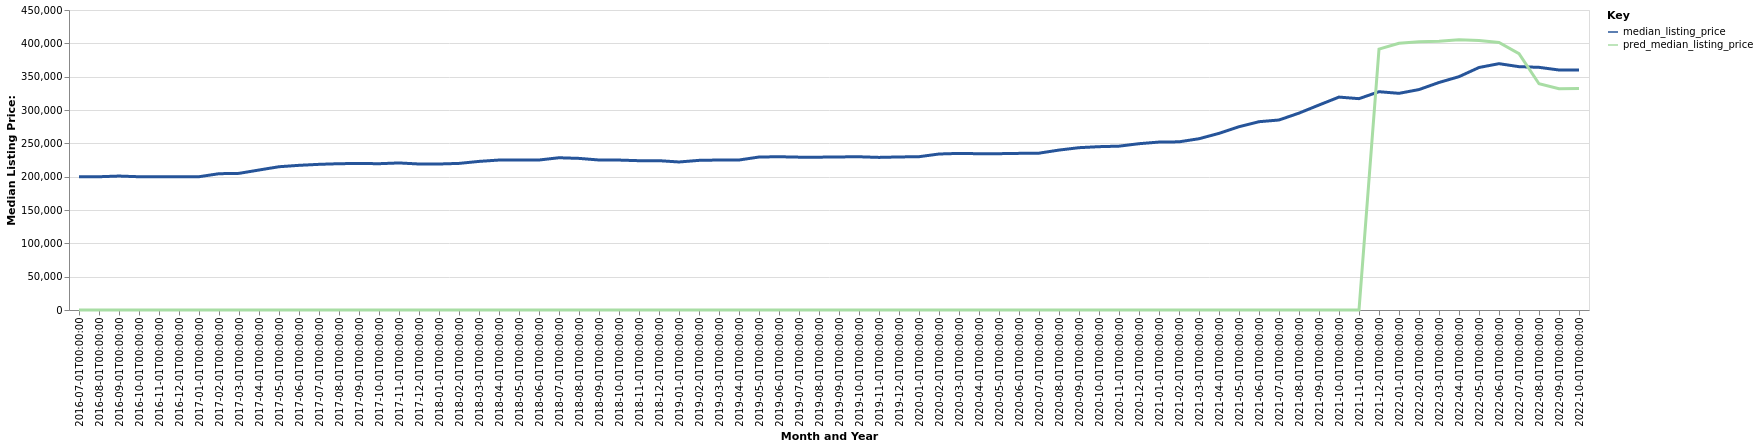 450,000
400,000
350,000
300,000
250,000
200,000
150,000
100,000
50,000
0
Median Listing Price:
2016-07-01T00:00:00
2016-08-01T00:00:00
2016-09-01T00:00:00
2016-10-01T00:00:00
2016-11-01T00:00:00
2016-12-01T00:00:00
2017-01-01T00:00:00
2017-02-01T00:00:00
2017-03-01T00:00:00
2017-04-01T00:00:00
2017-05-01T00:00:00
2017-06-01T00:00:00
2017-07-01T00:00:00
2017-08-01T00:00:00
2017-09-01T00:00:00
2017-10-01T00:00:00
2017-11-01T00:00:00
2017-12-01T00:00:00
2018-01-01T00:00:00
2018-02-01T00:00:00
2018-03-01T00:00:00
2018-04-01T00:00:00
2018-05-01T00:00:00
2018-06-01T00:00:00
2018-07-01T00:00:00
2018-08-01T00:00:00
2018-09-01T00:00:00
2018-10-01T00:00:00
2018-11-01T00:00:00
2018-12-01T00:00:00
2019-01-01T00:00:00
2019-02-01T00:00:00
2019-03-01T00:00:00
2019-04-01T00:00:00
2019-05-01T00:00:00
2019-06-01T00:00:00
2019-07-01T00:00:00
2019-08-01T00:00:00
2019-09-01T00:00:00
2019-10-01T00:00:00
2019-11-01T00:00:00
2019-12-01T00:00:00
2020-01-01T00:00:00
2020-02-01T00:00:00
2020-03-01T00:00:00
2020-04-01T00:00:00
2020-05-01T00:00:00
2020-06-01T00:00:00
2020-07-01T00:00:00
2020-08-01T00:00:00
2020-09-01T00:00:00
2020-10-01T00:00:00
2020-11-01T00:00:00
2020-12-01T00:00:00
2021-01-01T00:00:00
2021-02-01T00:00:00
2021-03-01T00:00:00
2021-04-01T00:00:00
2021-05-01T00:00:00
2021-06-01T00:00:00
2021-07-01T00:00:00
2021-08-01T00:00:00
2021-09-01T00:00:00
2021-10-01T00:00:00
2021-11-01T00:00:00
2021-12-01T00:00:00
2022-01-01T00:00:00
2022-02-01T00:00:00
2022-03-01T00:00:00
2022-04-01T00:00:00
2022-05-01T00:00:00
2022-06-01T00:00:00
2022-07-01T00:00:00
2022-08-01T00:00:00
2022-09-01T00:00:00
2022-10-01T00:00:00
Month and Year
Key
median_listing_price
pred_median_listing_price